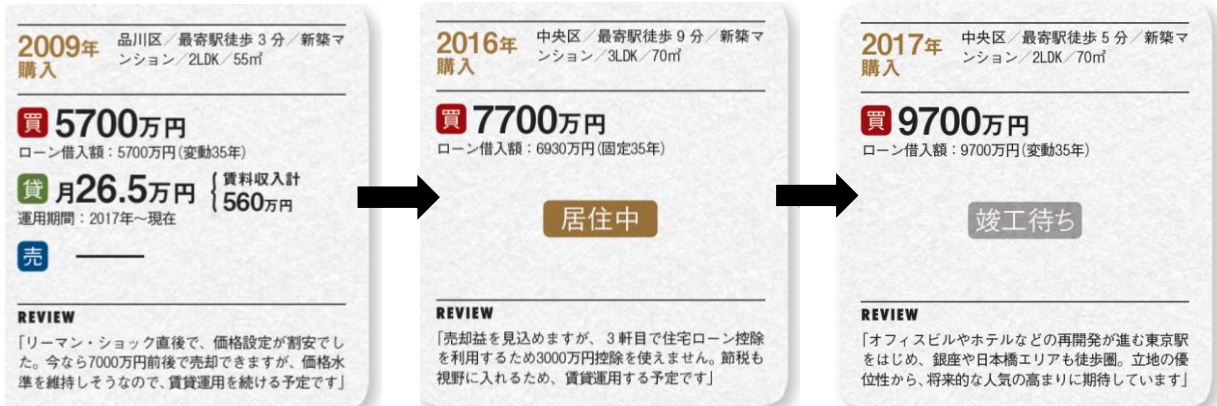 2009年
購入
品川区／最寄駅徒歩3分／新築マ
ンション／2LDK／55㎡
買 5700万円
ローン借入額：5700万円(変動35年)
貸 月26.5万円 { 賃料収入計
560万円
運用期間：2017年～現在
売 ───
REVIEW
「リーマン・ショック直後で、価格設定が割安でし
た。今なら7000万円前後で売却できますが、価格水
準を維持しそうなので、賃貸運用を続ける予定です」
2016年
購入
中央区／最寄駅徒歩9分／新築マ
ンション／3LDK／70㎡
買 7700万円
ローン借入額：6930万円(固定35年)
居住中
REVIEW
「売却益を見込めますが、3軒目で住宅ローン控除
を利用するため3000万円控除を使えません。節税も
視野に入れるため、賃貸運用する予定です」
2017年
購入
中央区／最寄駅徒歩5分／新築マ
ンション／2LDK／70㎡
買 9700万円
ローン借入額：9700万円(変動35年)
竣工待ち
REVIEW
「オフィスビルやホテルなどの再開発が進む東京駅
をはじめ、銀座や日本橋エリアも徒歩圏。立地の優
位性から、将来的な人気の高まりに期待しています」